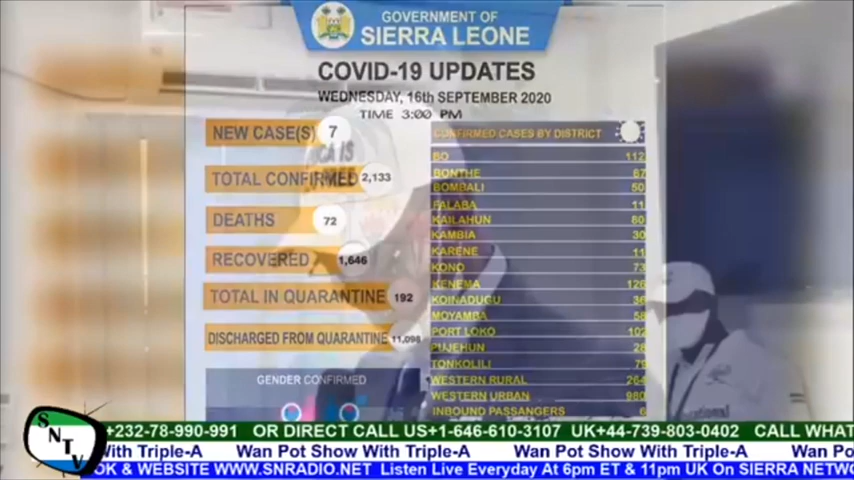 GOVERNMENT OF
SIERRA LEONE
COVID-19 UPDATES
WEDNESDAY, 16th SEPTEMBER 2020
TIME 3:00 PM
NEW CASE(S) 7
TOTAL CONFIRMED 2,133
DEATHS 72
RECOVERED 1,646
TOTAL IN QUARANTINE 192
DISCHARGED FROM QUARANTINE 11,098
GENDER CONFIRMED
CONFIRMED CASES BY DISTRICT
BO 112
BONTHE 67
BOMBALI 50
FALABA 11
KAILAHUN 80
KAMBIA 30
KARENE 11
KONO 73
KENEMA 126
KOINADUGU 36
MOYAMBA 58
PORT LOKO 102
PUJEHUN 28
TONKOLILI 79
WESTERN RURAL 264
WESTERN URBAN 980
INBOUND PASSENGERS 6
SNTV
+232-78-990-991 OR DIRECT CALL US+1-646-610-3107 UK+44-739-803-0402 CALL WHAT
With Triple-A Wan Pot Show With Triple-A Wan Pot Show With Triple-A Wan Po
OK & WEBSITE WWW.SNRADIO.NET Listen Live Everyday At 6pm ET & 11pm UK On SIERRA NETWO